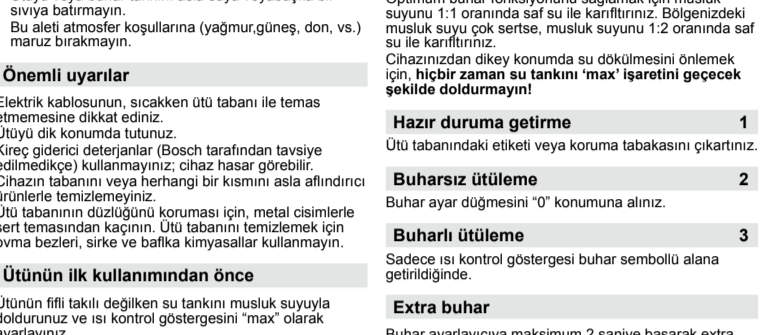 sıvıya batırmayın.
Bu aleti atmosfer koşullarına (yağmur,güneş, don, vs.)
maruz bırakmayın.
Önemli uyarılar
Elektrik kablosunun, sıcakken ütü tabanı ile temas
etmemesine dikkat ediniz.
Ütüyü dik konumda tutunuz.
Kireç giderici deterjanlar (Bosch tarafından tavsiye
edilmedikçe) kullanmayınız; cihaz hasar görebilir.
Cihazın tabanını veya herhangi bir kısmını asla aflındırıcı
ürünlerle temizlemeyiniz.
Ütü tabanının düzlüğünü koruması için, metal cisimlerle
sert temasından kaçının. Ütü tabanını temizlemek için
ovma bezleri, sirke ve baflka kimyasallar kullanmayın.
Ütünün ilk kullanımından önce
Ütünün fifli takılı değilken su tankını musluk suyuyla
doldurunuz ve ısı kontrol göstergesini “max” olarak
ayarlayınız
Optimum buhar fonksiyonunu sağlamak için musluk
suyunu 1:1 oranında saf su ile karıfltırınız. Bölgenizdeki
musluk suyu çok sertse, musluk suyunu 1:2 oranında saf
su ile karıfltırınız.
Cihazınızdan dikey konumda su dökülmesini önlemek
için, hiçbir zaman su tankını ‘max’ işaretini geçecek
şekilde doldurmayın!
Hazır duruma getirme 1
Ütü tabanındaki etiketi veya koruma tabakasını çıkartınız.
Buharsız ütüleme 2
Buhar ayar düğmesini “0” konumuna alınız.
Buharlı ütüleme 3
Sadece ısı kontrol göstergesi buhar sembollü alana
getirildiğinde.
Extra buhar
Buhar ayarlayıcıya maksimum 2 saniye basarak extra